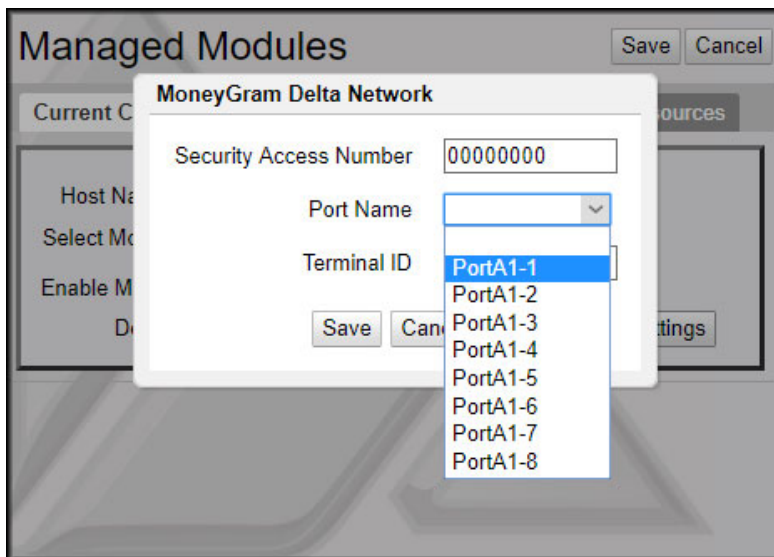 Managed Modules
Save Cancel
MoneyGram Delta Network
Current C
ources
Security Access Number 00000000
Host Na
Port Name
Select Mo
Terminal ID
PortA1-1
Enable M
PortA1-2
De
Save Can
PortA1-3
ttings
PortA1-4
PortA1-5
PortA1-6
PortA1-7
PortA1-8